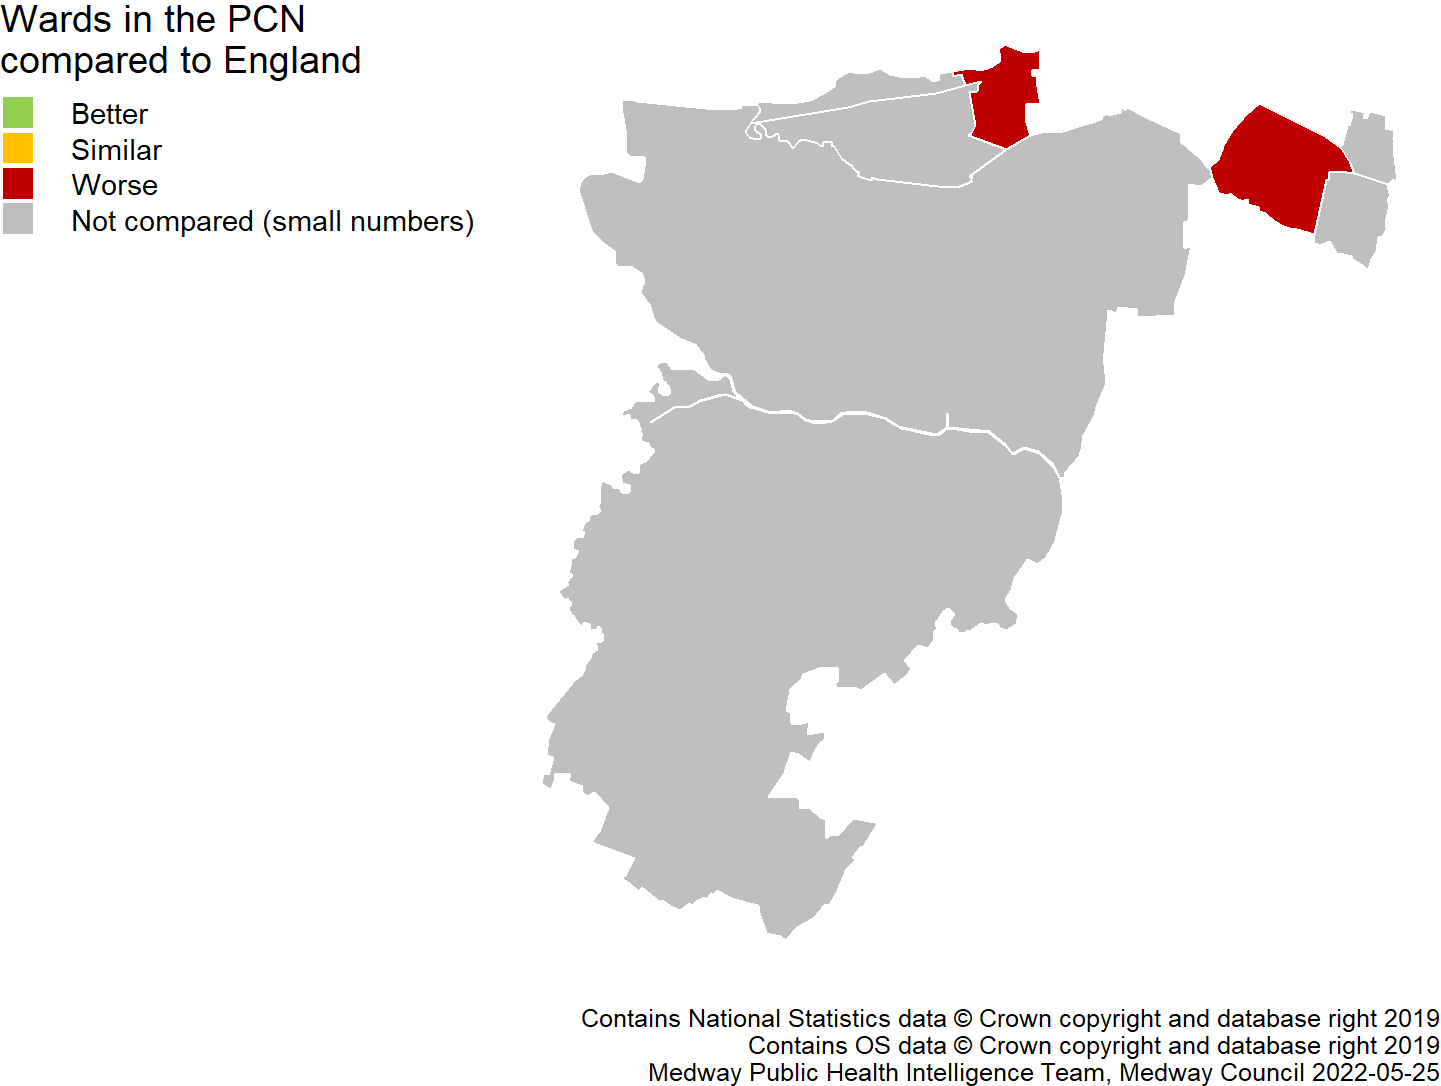 Wards in the PCN
compared to England
Better
Similar
Worse
Not compared (small numbers)
Contains National Statistics data © Crown copyright and database right 2019
Contains OS data © Crown copyright and database right 2019
Medway Public Health Intelligence Team, Medway Council 2022-05-25